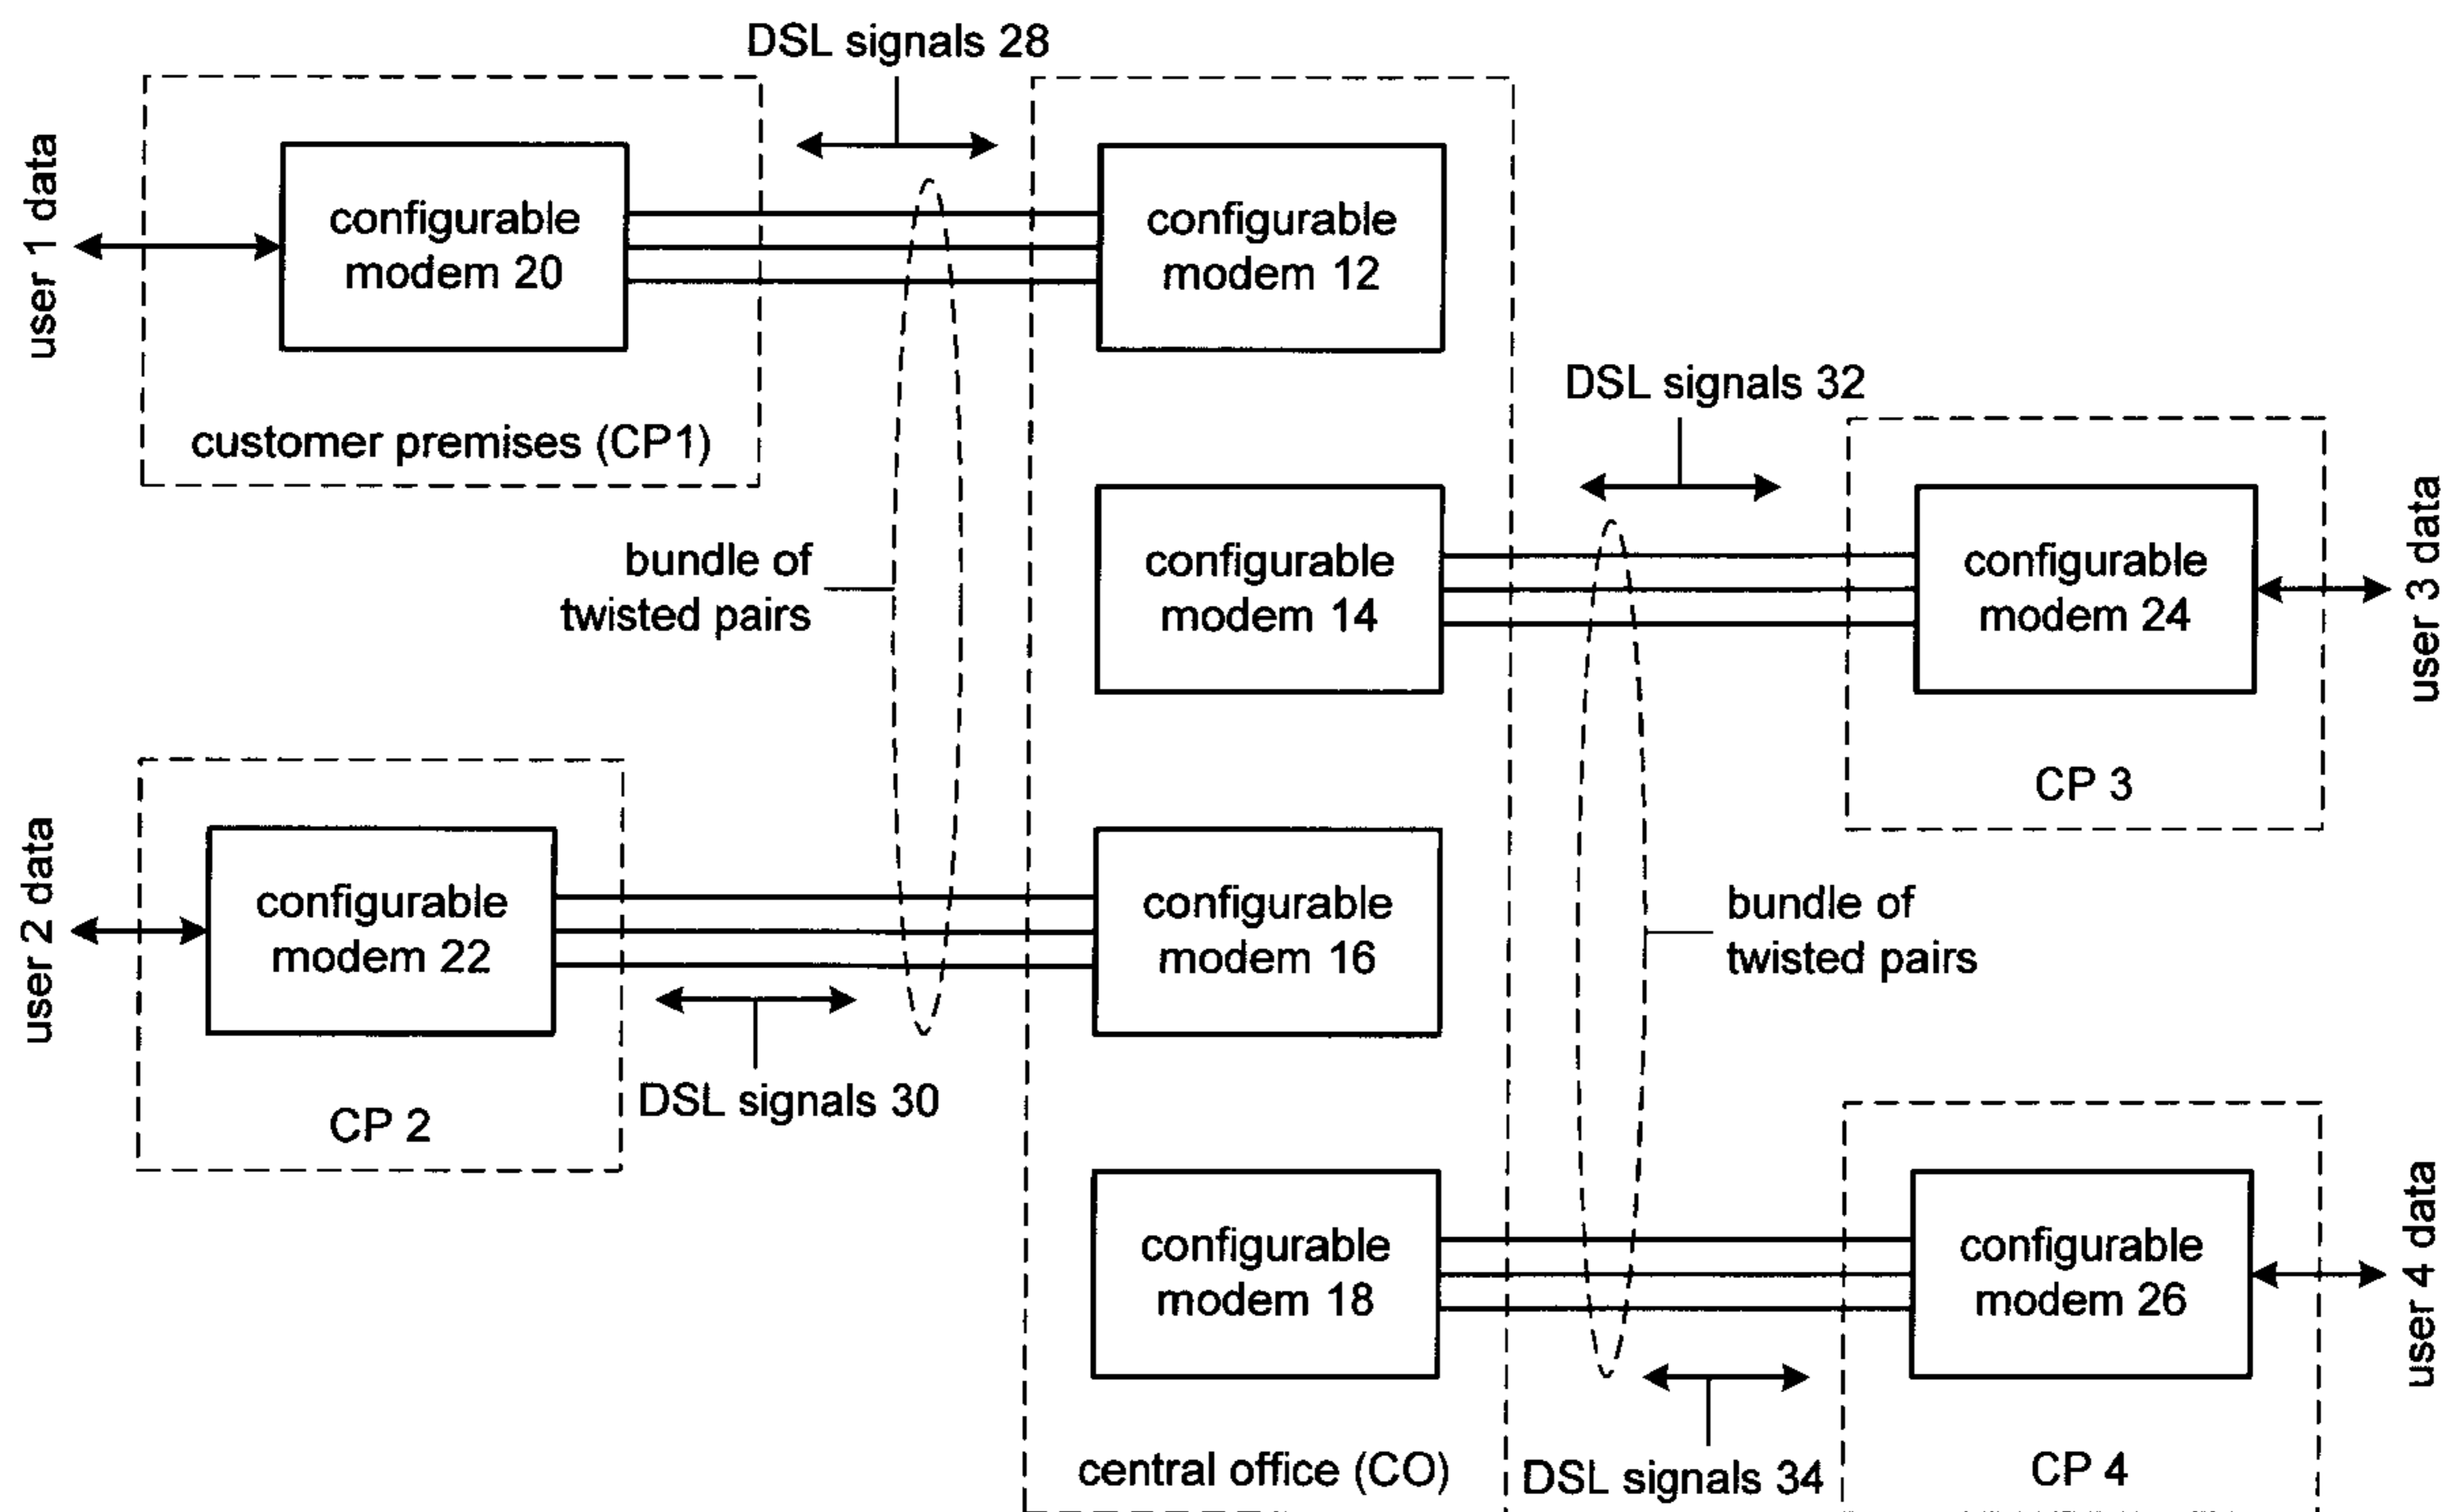 DSL signals 28
user 1 data
configurable
modem 20
customer premises (CP1)
configurable
modem 12
DSL signals 32
bundle of
twisted pairs
configurable
modem 14
configurable
modem 24
CP 3
user 3 data
user 2 data
configurable
modem 22
CP 2
DSL signals 30
configurable
modem 16
bundle of
twisted pairs
configurable
modem 18
central office (CO)
DSL signals 34
configurable
modem 26
CP 4
user 4 data